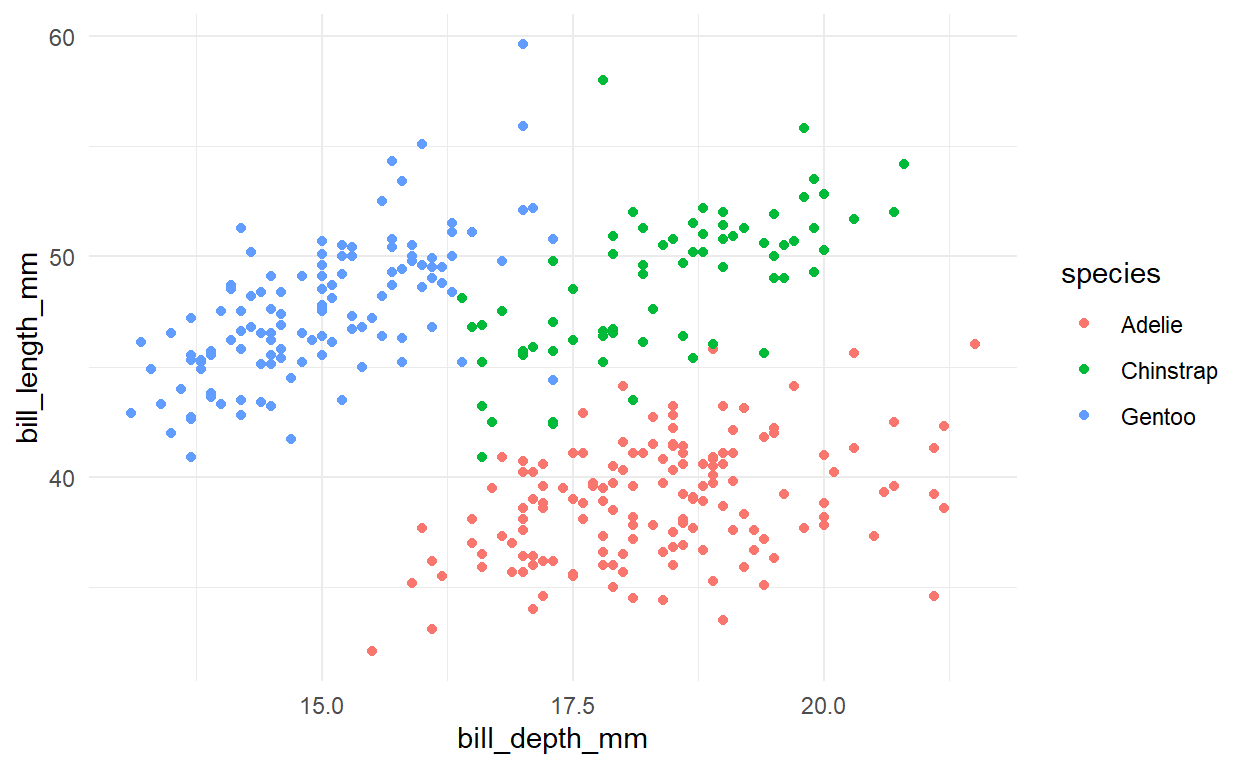 60
50
40
bill_length_mm
15.0 17.5 20.0
bill_depth_mm
species
Adelie
Chinstrap
Gentoo